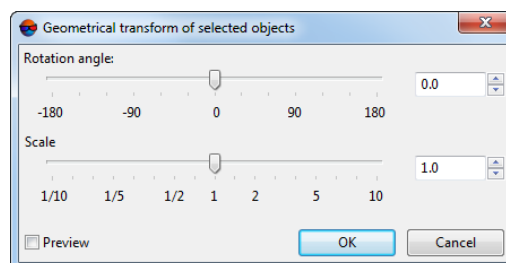 Geometrical transform of selected objects
Rotation angle:
0.0
-180 -90 0 90 180
Scale
1.0
1/10 1/5 1/2 1 2 5 10
Preview OK Cancel